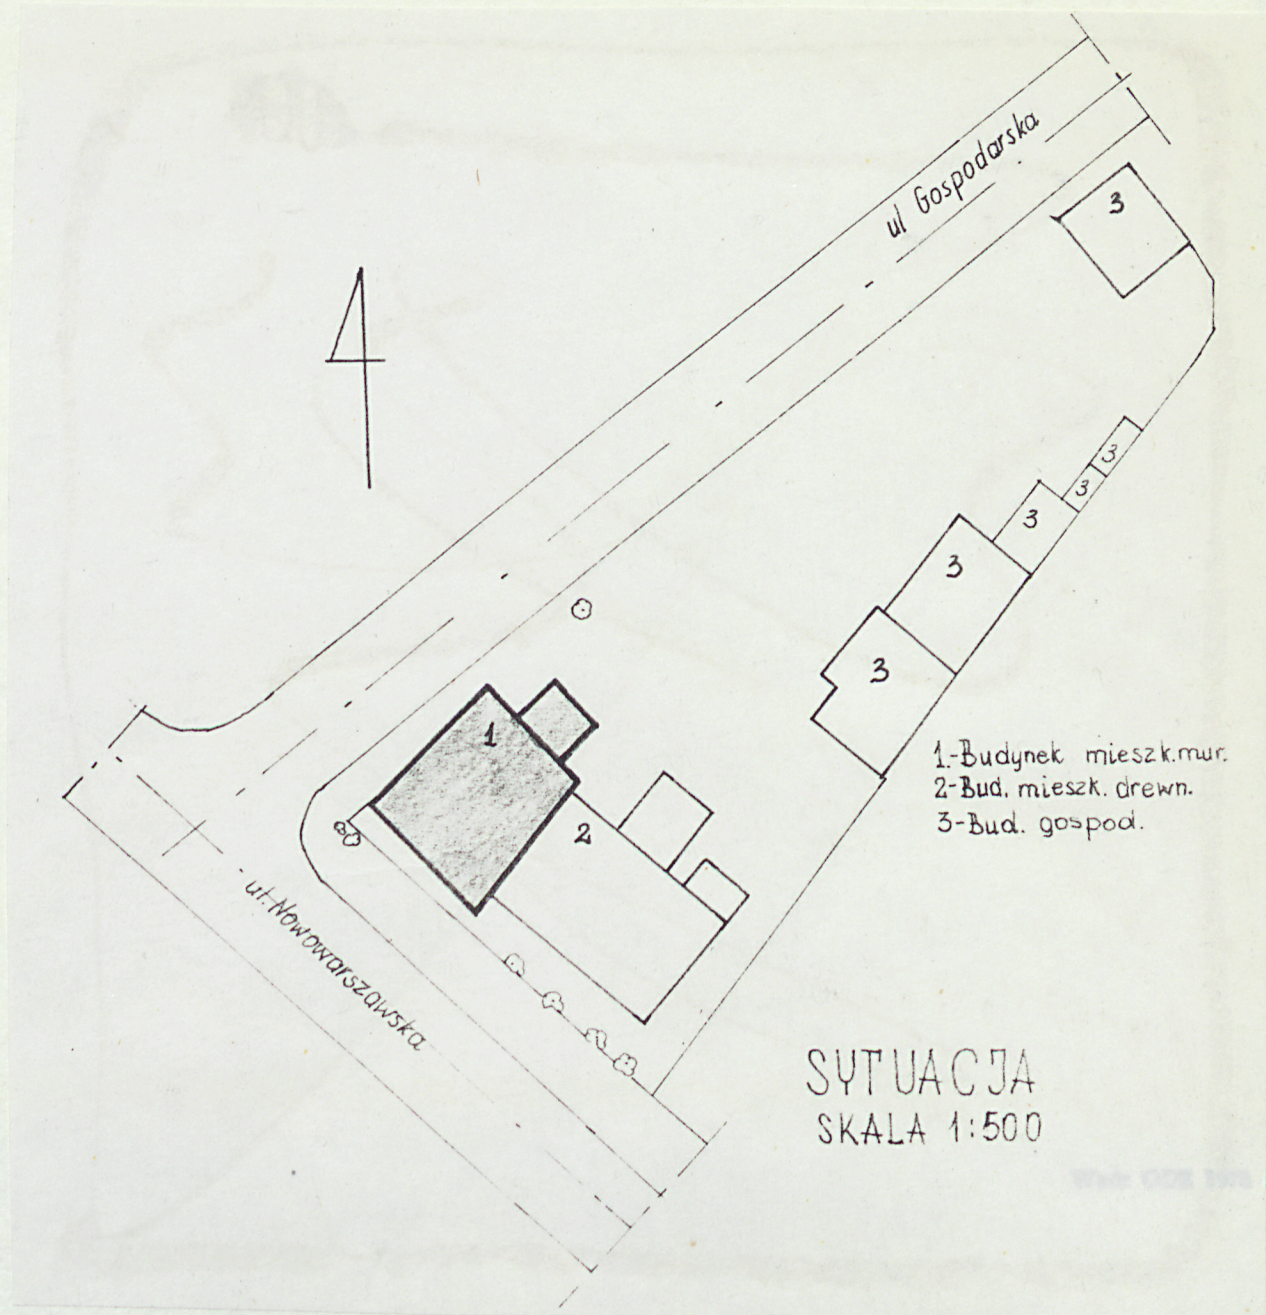 ul Gospodarska
3
3
3
3
3
3
1
2
1.-Budynek mieszk.mur.
2-Bud. mieszk. drewn.
3-Bud. gospod.
ul. Nowowarszawska
SYTUACJA
SKALA 1:500